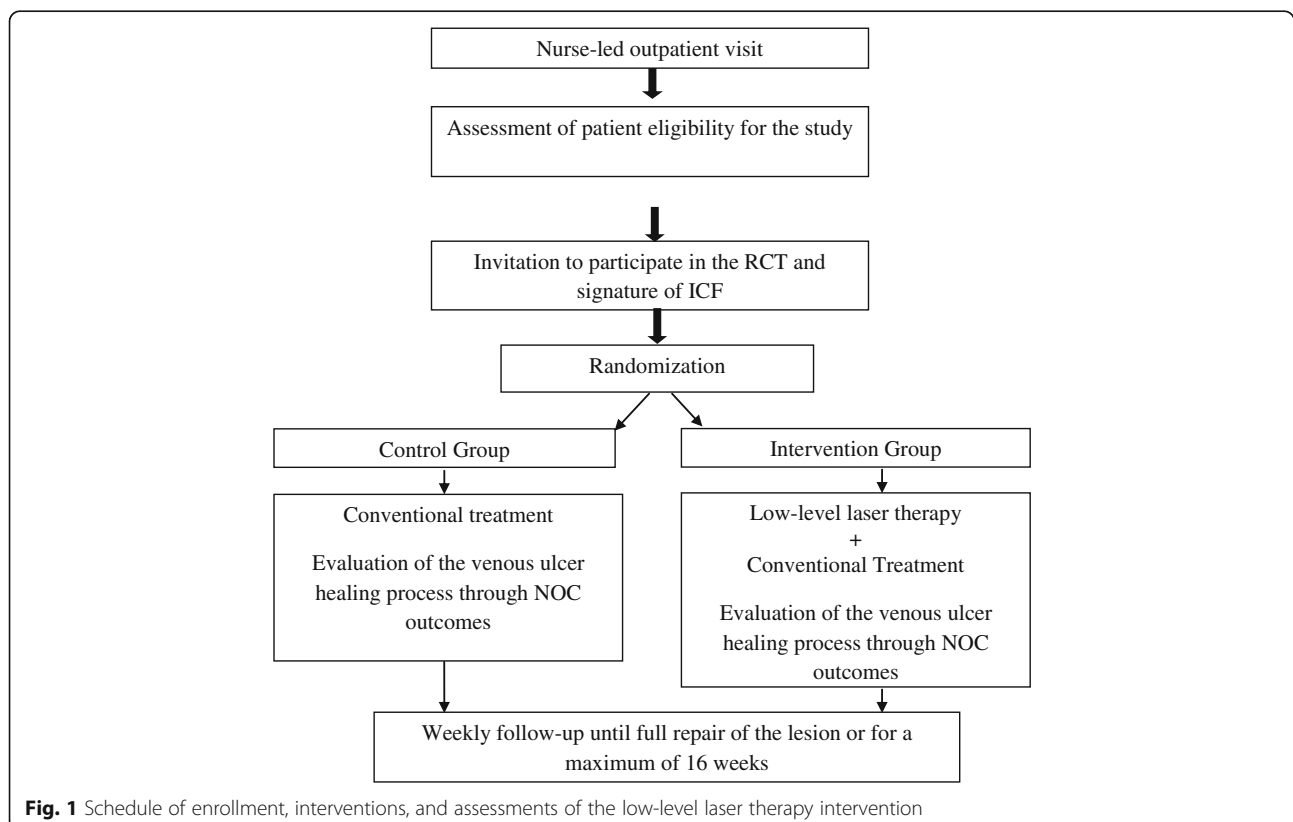 Nurse-led outpatient visit
Assessment of patient eligibility for the study
Invitation to participate in the RCT and
signature of ICF
Randomization
Control Group
Intervention Group
Conventional treatment
Evaluation of the venous ulcer
healing process through NOC
outcomes
Low-level laser therapy
+
Conventional Treatment
Evaluation of the venous ulcer
healing process through NOC
outcomes
Weekly follow-up until full repair of the lesion or for a
maximum of 16 weeks
Fig. 1 Schedule of enrollment, interventions, and assessments of the low-level laser therapy intervention